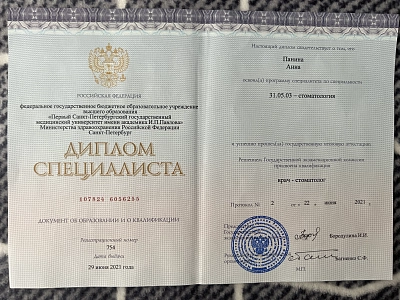 РОССИЙСКАЯ ФЕДЕРАЦИЯ
федеральное государственное бюджетное образовательное учреждение
высшего образования
«Первый Санкт-Петербургский государственный
медицинский университет имени академика И.П.Павлова»
Министерства здравоохранения Российской Федерации
Санкт-Петербург
ДИПЛОМ
СПЕЦИАЛИСТА
107824 6056255
ДОКУМЕНТ ОБ ОБРАЗОВАНИИ И О КВАЛИФИКАЦИИ
Регистрационный номер
754
Дата выдачи
29 июня 2021 года
Настоящий диплом свидетельствует о том, что
Анна
освоил(а) программу специалитета по специальности
31.05.03 – стоматология
и успешно прошел(ла) государственную итоговую аттестацию
Решением Государственной экзаменационной комиссии
присвоена квалификация
врач - стоматолог
Протокол № 2 от « 22 » июня 2021 г.
Бородулина И.И.
Багненко С.Ф.
М.П.